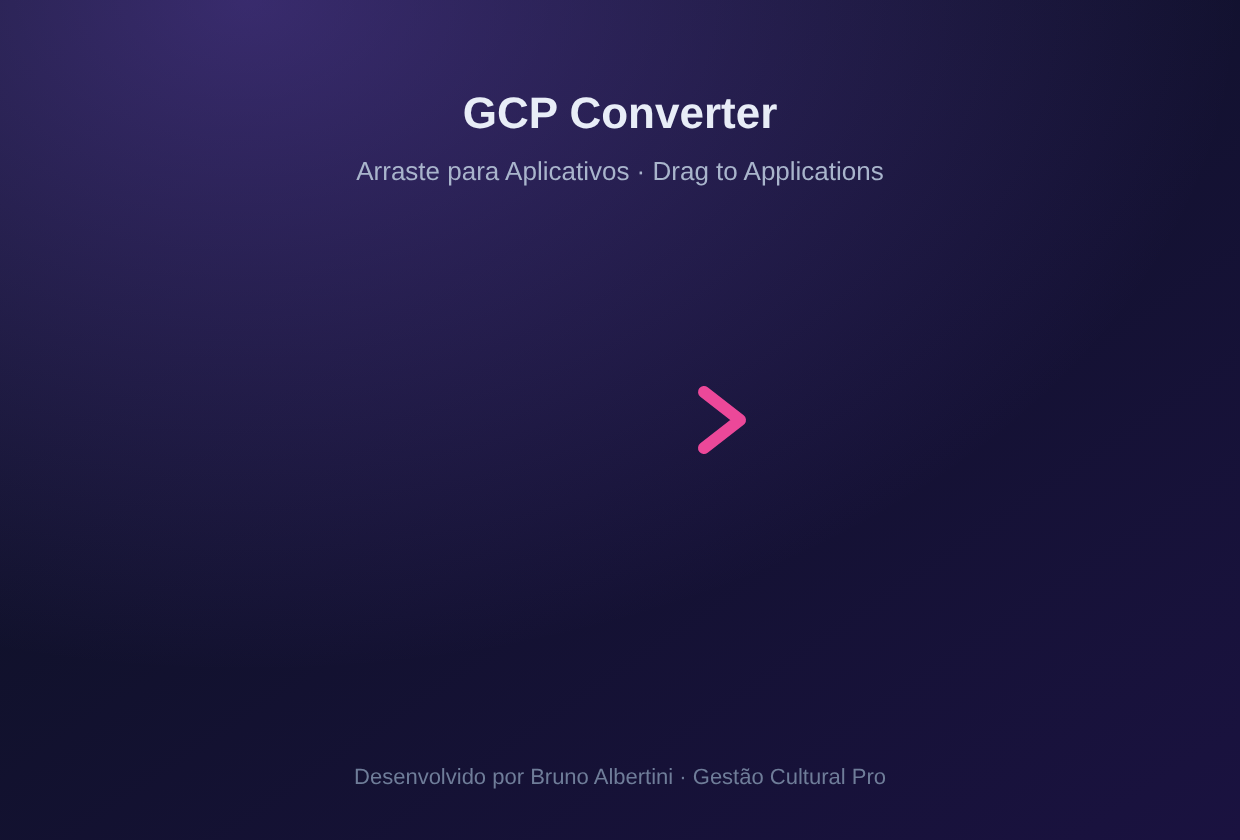 GCP Converter
Arraste para Aplicativos · Drag to Applications
Desenvolvido por Bruno Albertini · Gestão Cultural Pro